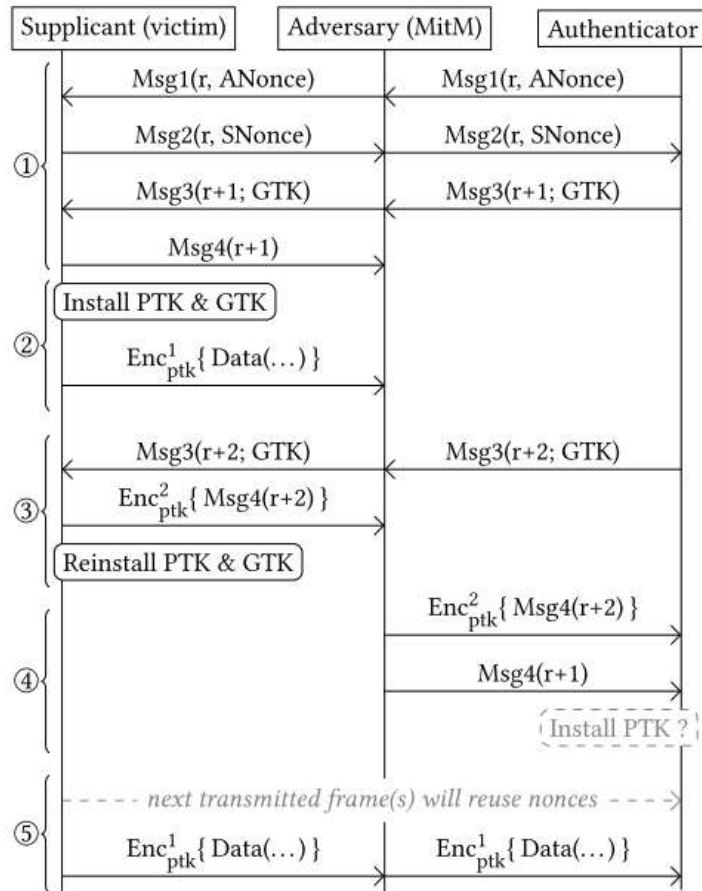 Supplicant (victim) Adversary (MitM) Authenticator
Msg1(r, ANonce) Msg1(r, ANonce)
Msg2(r, SNonce) Msg2(r, SNonce)
①
Msg3(r+1; GTK) Msg3(r+1; GTK)
Msg4(r+1)
Install PTK & GTK
②
Enc¹ptk{ Data(…) }
Msg3(r+2; GTK) Msg3(r+2; GTK)
③
Enc²ptk{ Msg4(r+2) }
Reinstall PTK & GTK
Enc²ptk{ Msg4(r+2) }
④
Msg4(r+1)
Install PTK ?
next transmitted frame(s) will reuse nonces
⑤
Enc¹ptk{ Data(…) } Enc¹ptk{ Data(…) }